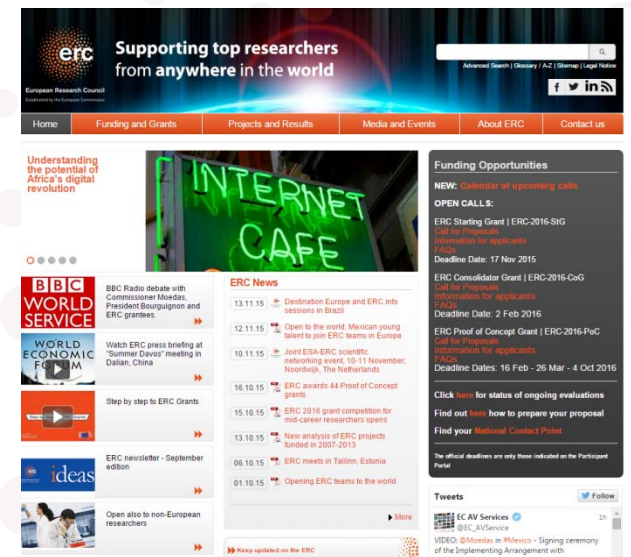 erc
European Research Council
Established by the European Commission
Supporting top researchers
from anywhere in the world
Advanced Search | Glossary / A-Z | Sitemap | Legal Notice
Home
Funding and Grants
Projects and Results
Media and Events
About ERC
Contact us
Understanding
the potential of
Africa's digital
revolution
INTERNET
CAFE
BBC
WORLD
SERVICE
BBC Radio debate with
Commissioner Moedas,
President Bourguignon and
ERC grantees.
WORLD
ECONOMIC
FORUM
Watch ERC press briefing at
"Summer Davos" meeting in
Dalian, China
Step by step to ERC Grants
ideas
ERC newsletter - September
edition
Open also to non-European
researchers
ERC News
13.11.15 Destination Europe and ERC info
sessions in Brazil
12.11.15 Open to the world: Mexican young
talent to join ERC teams in Europe
10.11.15 Joint ESA-ERC scientific
networking event, 10-11 November,
Noordwijk, The Netherlands
16.10.15 ERC awards 44 Proof of Concept
grants
15.10.15 ERC 2016 grant competition for
mid-career researchers opens
13.10.15 New analysis of ERC projects
funded in 2007-2013
06.10.15 ERC meets in Tallinn, Estonia
01.10.15 Opening ERC teams to the world
More
Keep updated on the ERC
Funding Opportunities
NEW: Calendar of upcoming calls
OPEN CALLS:
ERC Starting Grant | ERC-2016-StG
Call for Proposals
Information for applicants
FAQs
Deadline Date: 17 Nov 2015
ERC Consolidator Grant | ERC-2016-CoG
Call for Proposals
Information for applicants
FAQs
Deadline Date: 2 Feb 2016
ERC Proof of Concept Grant | ERC-2016-PoC
Call for Proposals
Information for applicants
FAQs
Deadline Dates: 16 Feb - 26 Mar - 4 Oct 2016
Click here for status of ongoing evaluations
Find out here how to prepare your proposal
Find your National Contact Point
The official deadlines are only those indicated on the Participant
Portal
Tweets
Follow
EC AV Services
1h
@EC_AVService
VIDEO: @Moedas in #Mexico - Signing ceremony
of the Implementing Arrangement with